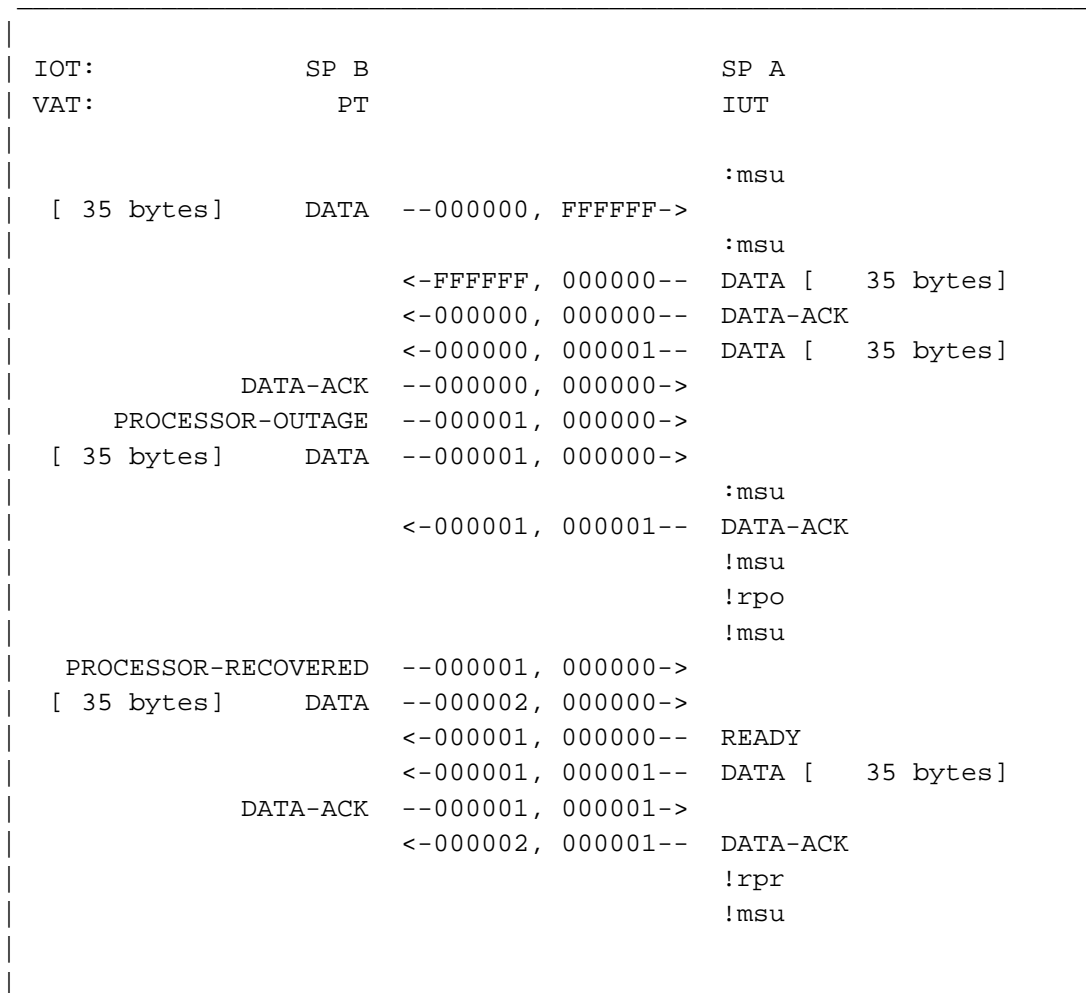 IOT: SP B SP A
VAT: PT IUT
:msu
[ 35 bytes] DATA --000000, FFFFFF->
:msu
<-FFFFFF, 000000-- DATA [ 35 bytes]
<-000000, 000000-- DATA-ACK
<-000000, 000001-- DATA [ 35 bytes]
DATA-ACK --000000, 000000->
PROCESSOR-OUTAGE --000001, 000000->
[ 35 bytes] DATA --000001, 000000->
:msu
<-000001, 000001-- DATA-ACK
!msu
!rpo
!msu
PROCESSOR-RECOVERED --000001, 000000->
[ 35 bytes] DATA --000002, 000000->
<-000001, 000000-- READY
<-000001, 000001-- DATA [ 35 bytes]
DATA-ACK --000001, 000001->
<-000002, 000001-- DATA-ACK
!rpr
!msu